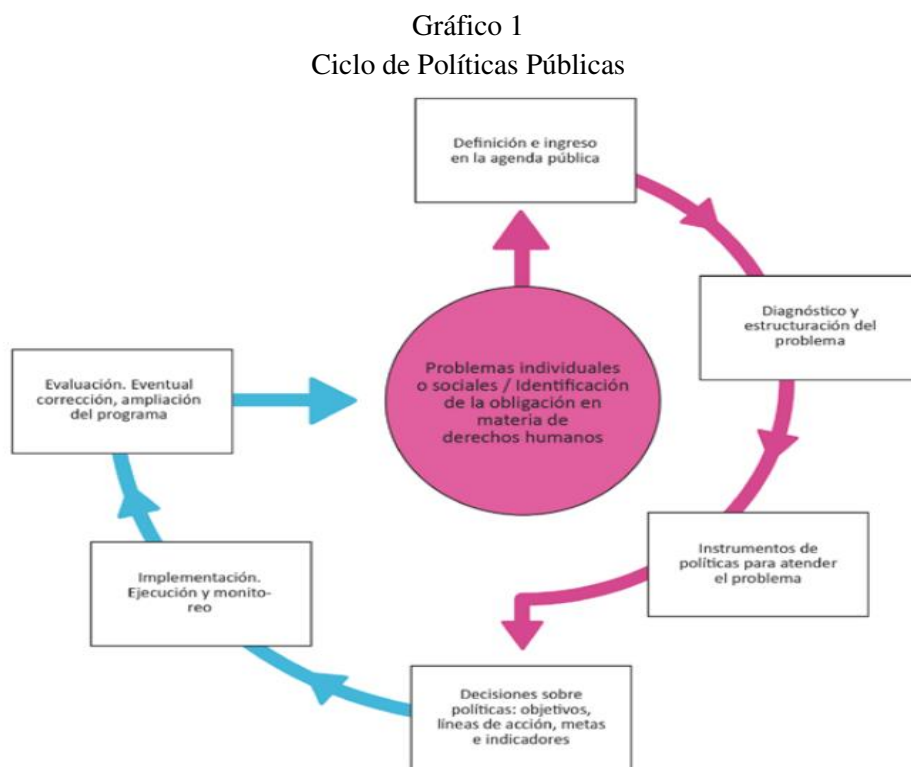 Gráfico 1
Ciclo de Políticas Públicas
Definición e ingreso
en la agenda pública
Diagnóstico y
estructuración del
problema
Problemas individuales
o sociales / Identificación
de la obligación en
materia de
derechos humanos
Evaluación. Eventual
corrección, ampliación
del programa
Instrumentos de
políticas para atender
el problema
Implementación.
Ejecución y monito-
reo
Decisiones sobre
políticas: objetivos,
líneas de acción, metas
e indicadores